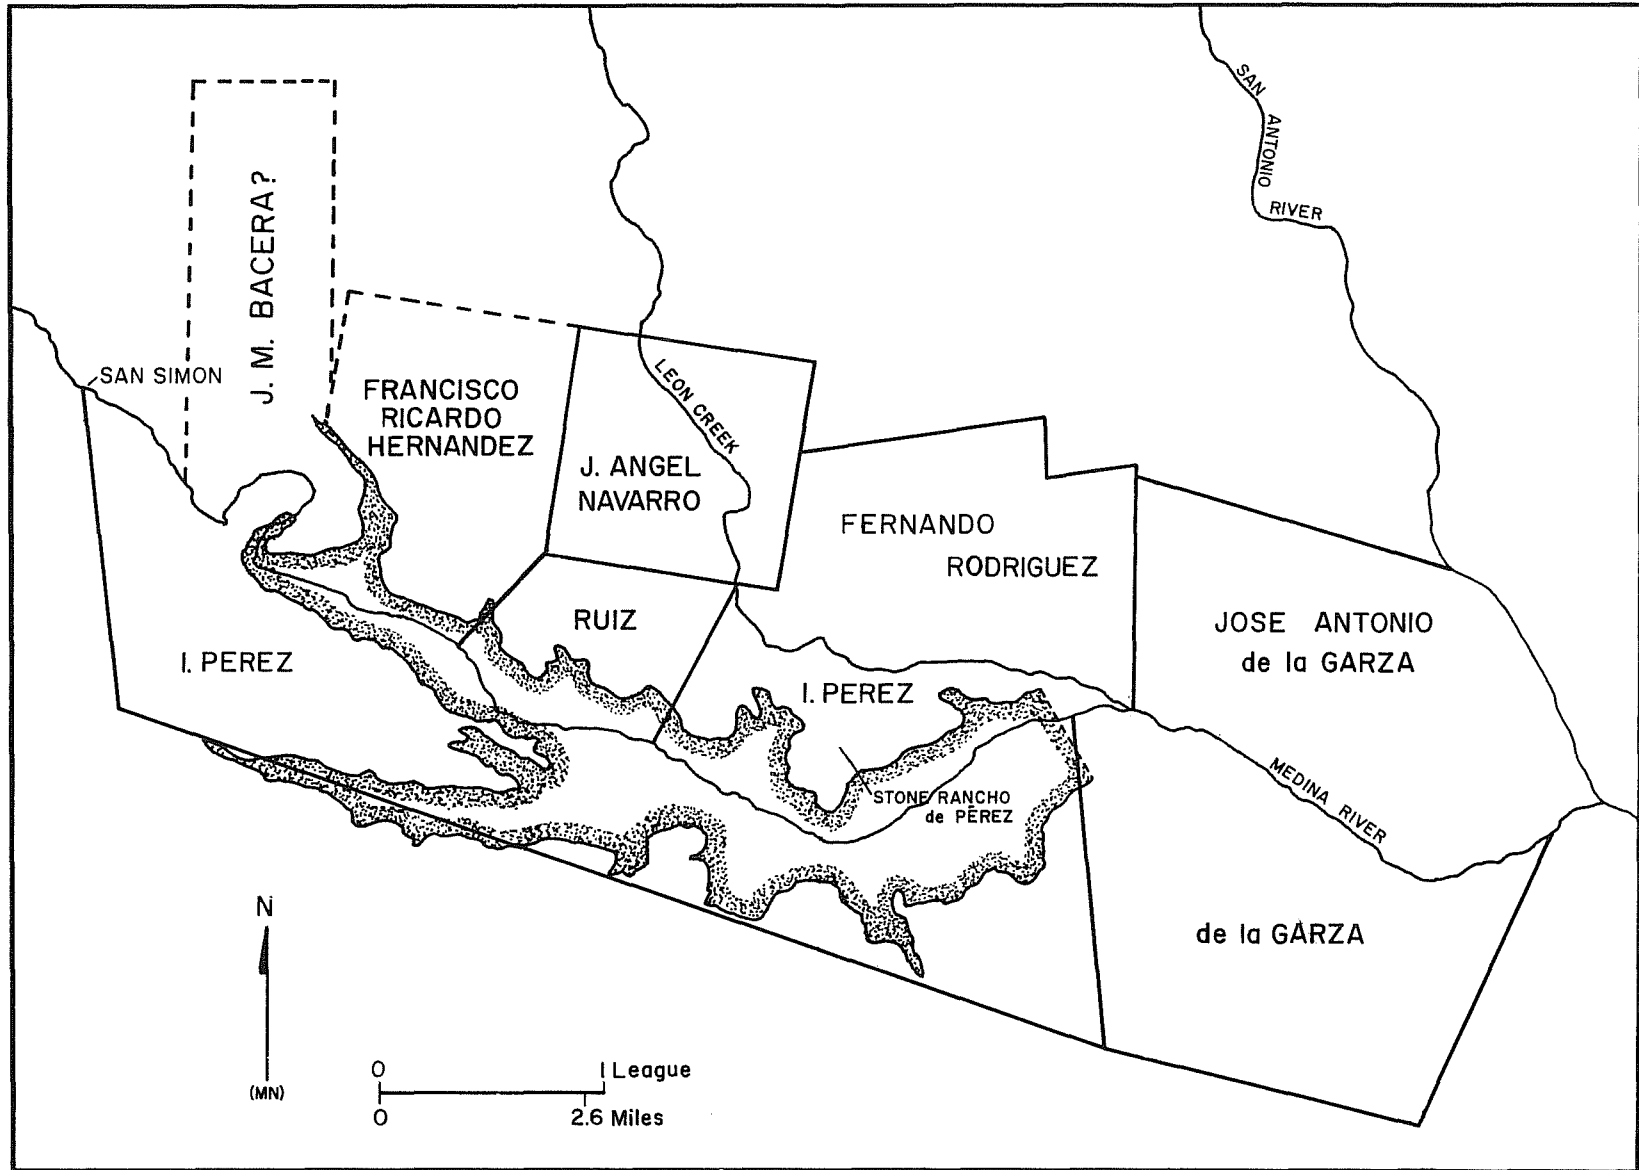 SAN
ANTONIO
RIVER
J. M. BACERA?
SAN SIMON
FRANCISCO
RICARDO
HERNANDEZ
LEON CREEK
J. ANGEL
NAVARRO
FERNANDO
RODRIGUEZ
RUIZ
JOSE ANTONIO
de la GARZA
I. PEREZ
I. PEREZ
STONE RANCHO
de PÉREZ
MEDINA RIVER
de la GARZA
N
(MN)
0 1 League
0 2.6 Miles